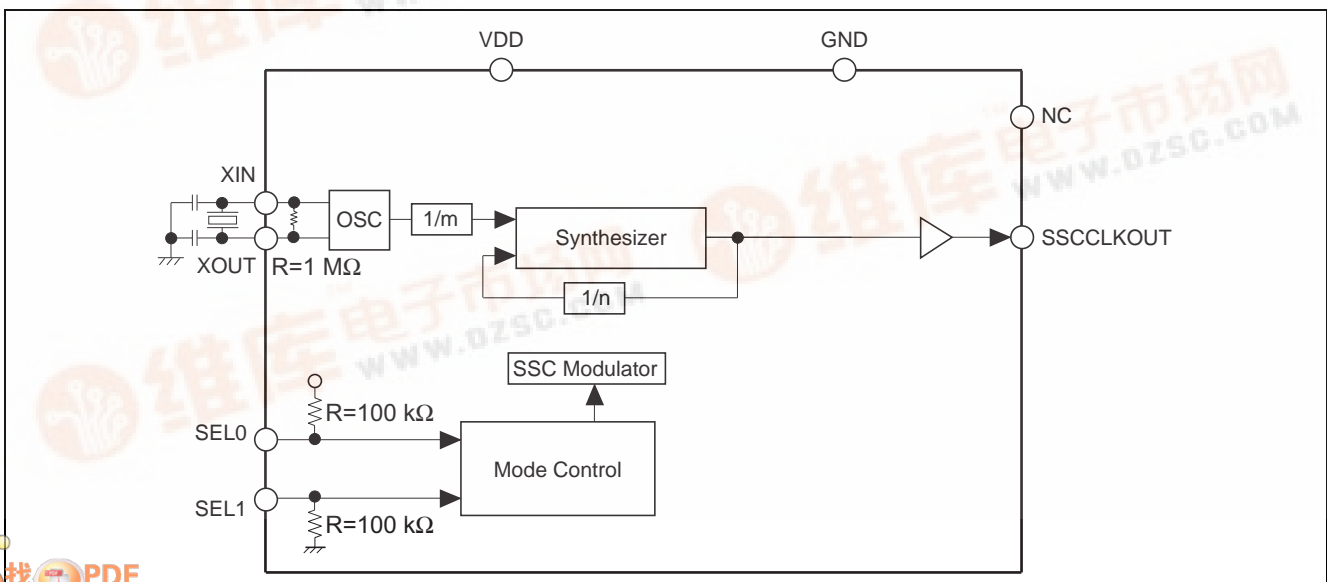 VDD
GND
NC
XIN
OSC
1/m
Synthesizer
SSCCLKOUT
XOUT
R=1 MΩ
1/n
SSC Modulator
R=100 kΩ
SEL0
Mode Control
SEL1
R=100 kΩ
维库电子市场网
WWW.DZSC.COM
维库电子市场网
WWW.DZSC.COM
找 PDF